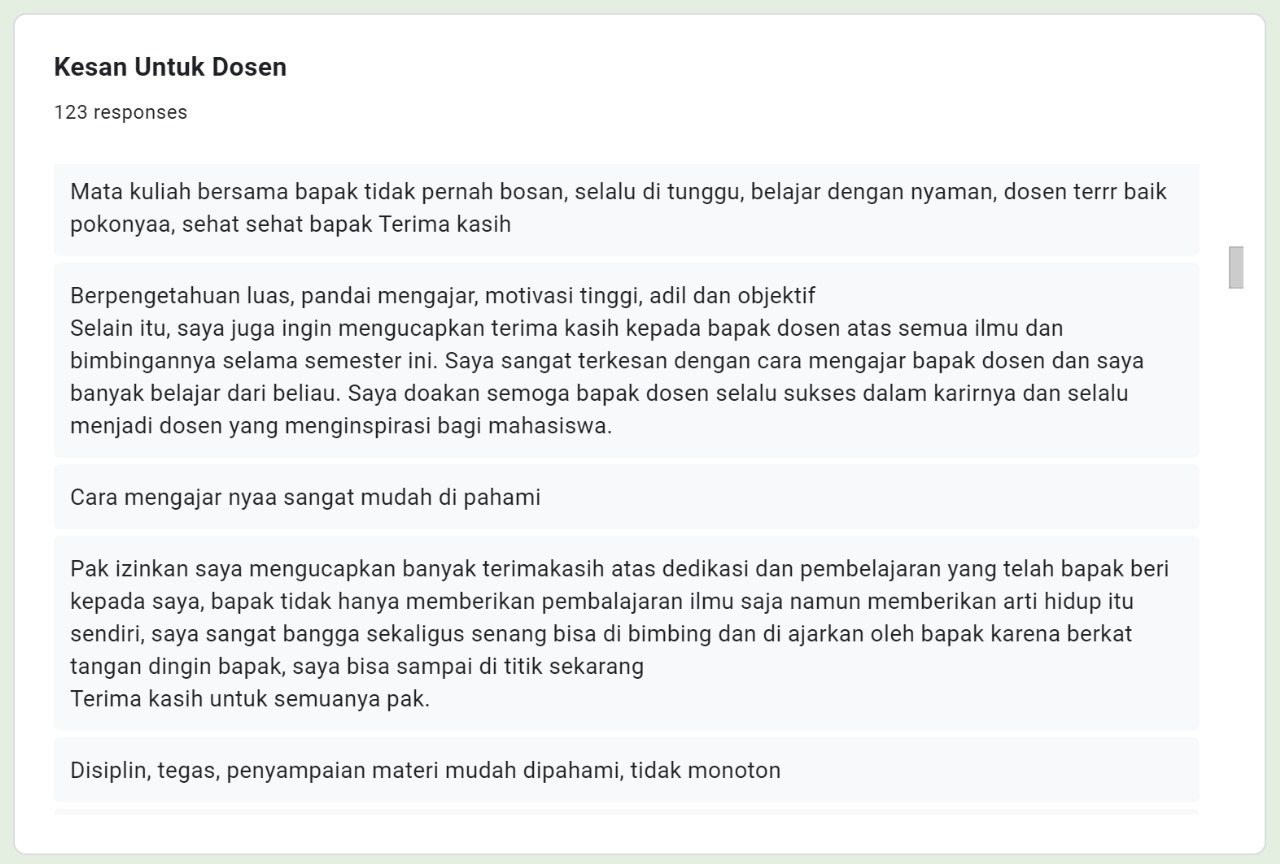 Kesan Untuk Dosen
123 responses
Mata kuliah bersama bapak tidak pernah bosan, selalu di tunggu, belajar dengan nyaman, dosen terrr baik
pokonyaa, sehat sehat bapak Terima kasih
Berpengetahuan luas, pandai mengajar, motivasi tinggi, adil dan objektif
Selain itu, saya juga ingin mengucapkan terima kasih kepada bapak dosen atas semua ilmu dan
bimbingannya selama semester ini. Saya sangat terkesan dengan cara mengajar bapak dosen dan saya
banyak belajar dari beliau. Saya doakan semoga bapak dosen selalu sukses dalam karirnya dan selalu
menjadi dosen yang menginspirasi bagi mahasiswa.
Cara mengajar nyaa sangat mudah di pahami
Pak izinkan saya mengucapkan banyak terimakasih atas dedikasi dan pembelajaran yang telah bapak beri
kepada saya, bapak tidak hanya memberikan pembalajaran ilmu saja namun memberikan arti hidup itu
sendiri, saya sangat bangga sekaligus senang bisa di bimbing dan di ajarkan oleh bapak karena berkat
tangan dingin bapak, saya bisa sampai di titik sekarang
Terima kasih untuk semuanya pak.
Disiplin, tegas, penyampaian materi mudah dipahami, tidak monoton